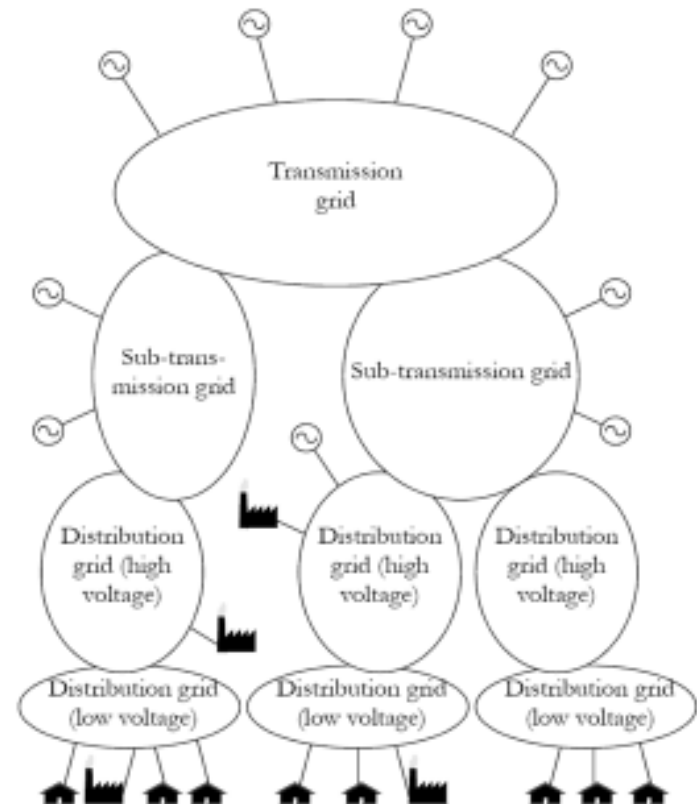 Transmission
grid
Sub-trans-
mission grid
Sub-transmission grid
Distribution
grid (high
voltage)
Distribution
grid (high
voltage)
Distribution
grid (high
voltage)
Distribution grid
(low voltage)
Distribution grid
(low voltage)
Distribution grid
(low voltage)